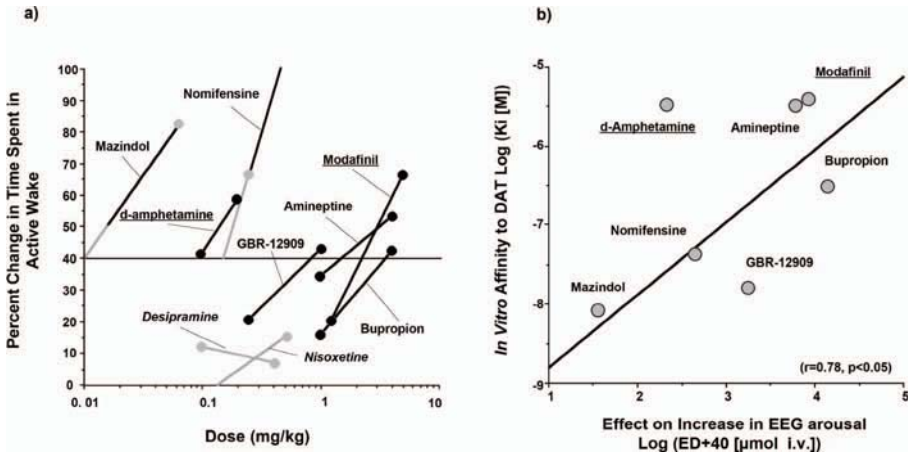 a)
Percent Change in Time Spent in
Active Wake
100
90
80
70
60
50
40
30
20
10
0
Mazindol
Nomifensine
d-amphetamine
Modafinil
Amineptine
GBR-12909
Bupropion
Desipramine
Nisoxetine
0.01
0.1
1
10
Dose (mg/kg)
b)
In Vitro Affinity to DAT Log (Ki [M])
-5
-6
-7
-8
-9
Modafinil
d-Amphetamine
Amineptine
Bupropion
Nomifensine
GBR-12909
Mazindol
(r=0.78, p<0.05)
1
2
3
4
5
Effect on Increase in EEG arousal
Log (ED+40 [µmol i.v.])